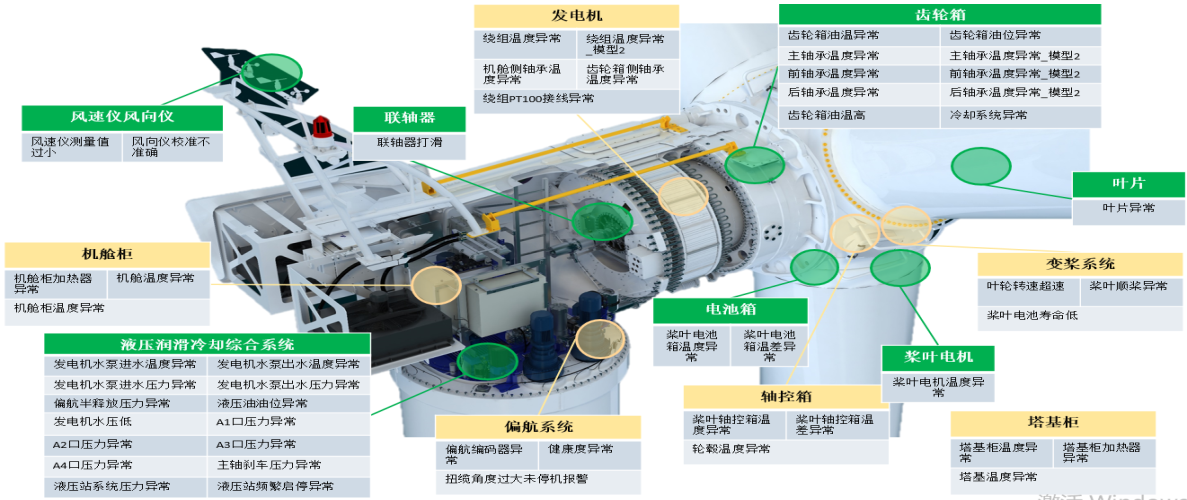 发电机
绕组温度异常
绕组温度异常
_模型2
机舱侧轴承温
度异常
齿轮箱侧轴承
温度异常
绕组PT100接线异常
齿轮箱
齿轮箱油温异常
齿轮箱油位异常
主轴承温度异常
主轴承温度异常_模型2
前轴承温度异常
前轴承温度异常_模型2
后轴承温度异常
后轴承温度异常_模型2
齿轮箱油温高
冷却系统异常
风速仪风向仪
风速仪测量值
过小
风向仪校准不
准确
联轴器
联轴器打滑
叶片
叶片异常
机舱柜
机舱柜加热器
异常
机舱温度异常
机舱柜温度异常
变桨系统
叶轮转速超速
桨叶顺桨异常
桨叶电池寿命低
电池箱
桨叶电池
箱温度异
常
桨叶电池
箱温差异
常
液压润滑冷却综合系统
发电机水泵进水温度异常
发电机水泵出水温度异常
发电机水泵进水压力异常
发电机水泵出水压力异常
偏航半释放压力异常
液压油油位异常
发电机水压低
A1口压力异常
A2口压力异常
A3口压力异常
A4口压力异常
主轴刹车压力异常
液压站系统压力异常
液压站频繁启停异常
桨叶电机
桨叶电机温度异
常
轴控箱
桨叶轴控箱温
度异常
桨叶轴控箱温
差异常
轮毂温度异常
偏航系统
偏航编码器异
常
健康度异常
扭缆角度过大未停机报警
塔基柜
塔基柜温度异
常
塔基柜加热器
异常
塔基温度异常
激活 Windows